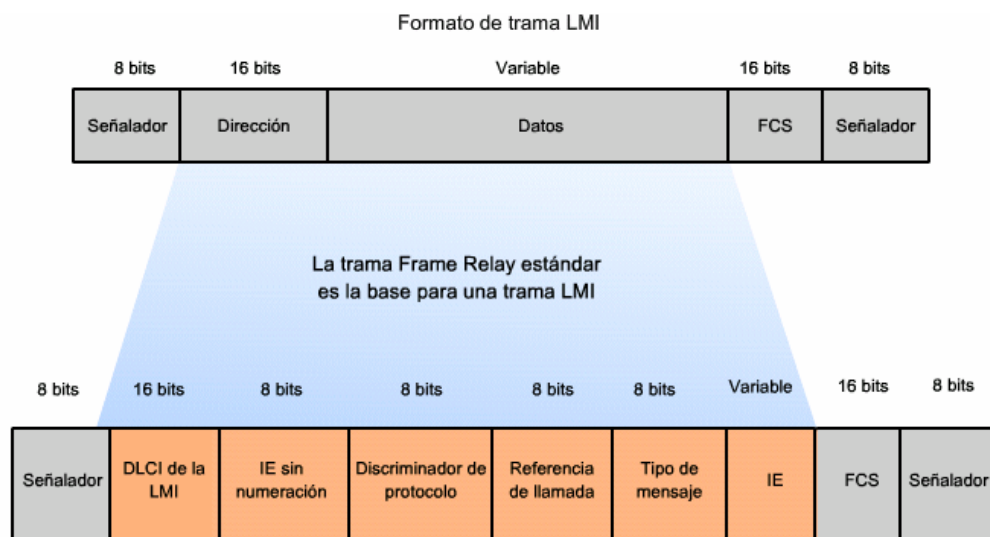 Formato de trama LMI
8 bits 16 bits Variable 16 bits 8 bits
Señalador Dirección Datos FCS Señalador
La trama Frame Relay estándar
es la base para una trama LMI
8 bits 16 bits 8 bits 8 bits 8 bits 8 bits Variable 16 bits 8 bits
Señalador
DLCI de la
LMI
IE sin
numeración
Discriminador de
protocolo
Referencia
de llamada
Tipo de
mensaje
IE
FCS
Señalador